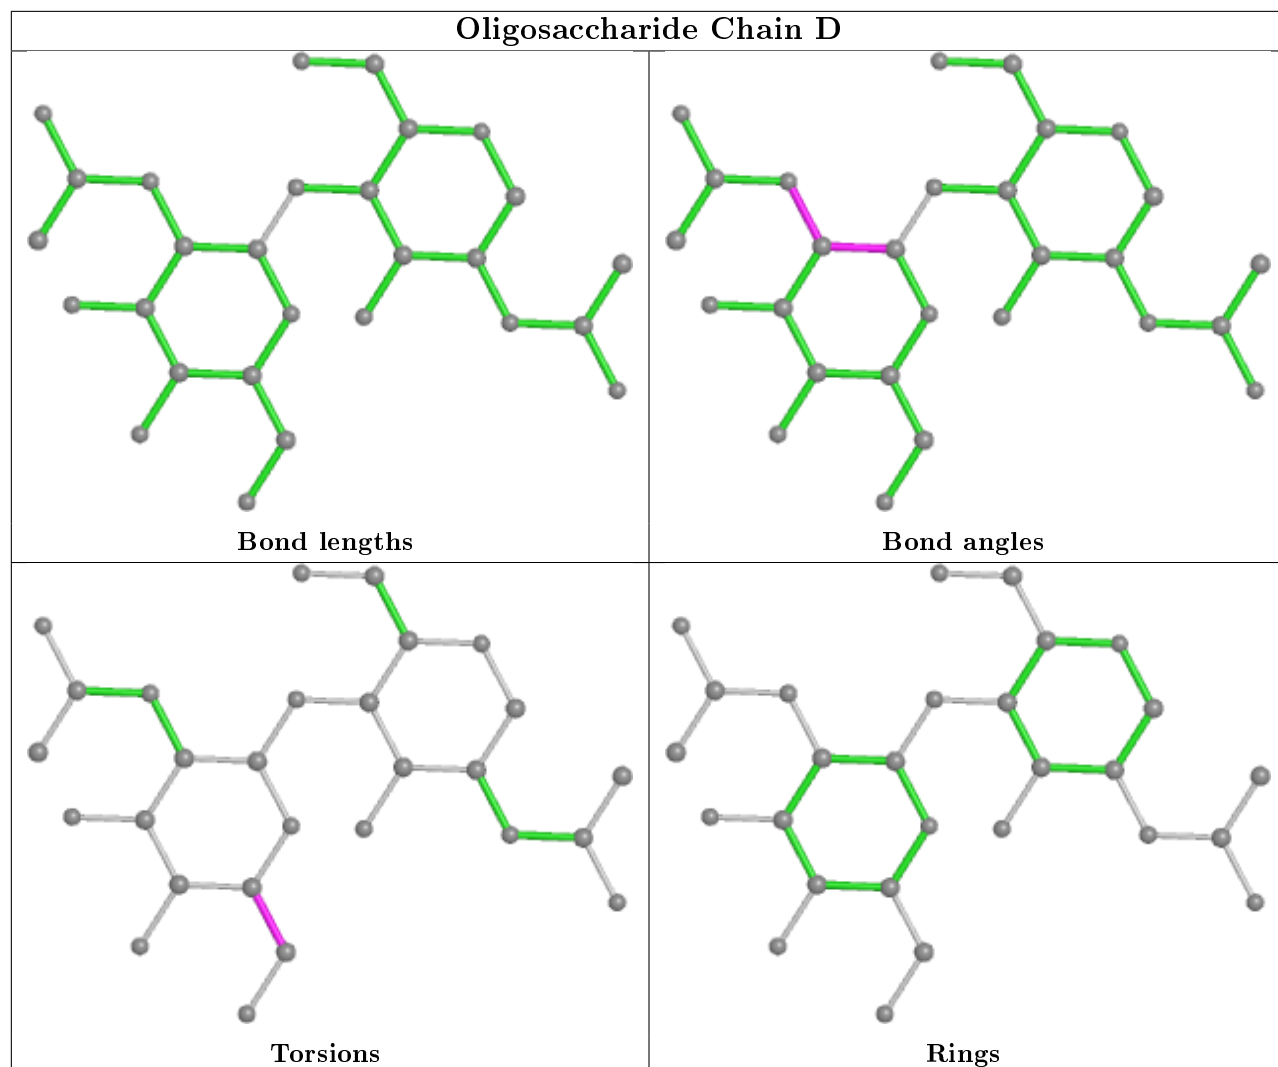 Oligosaccharide Chain D
Bond lengths
Bond angles
Torsions
Rings